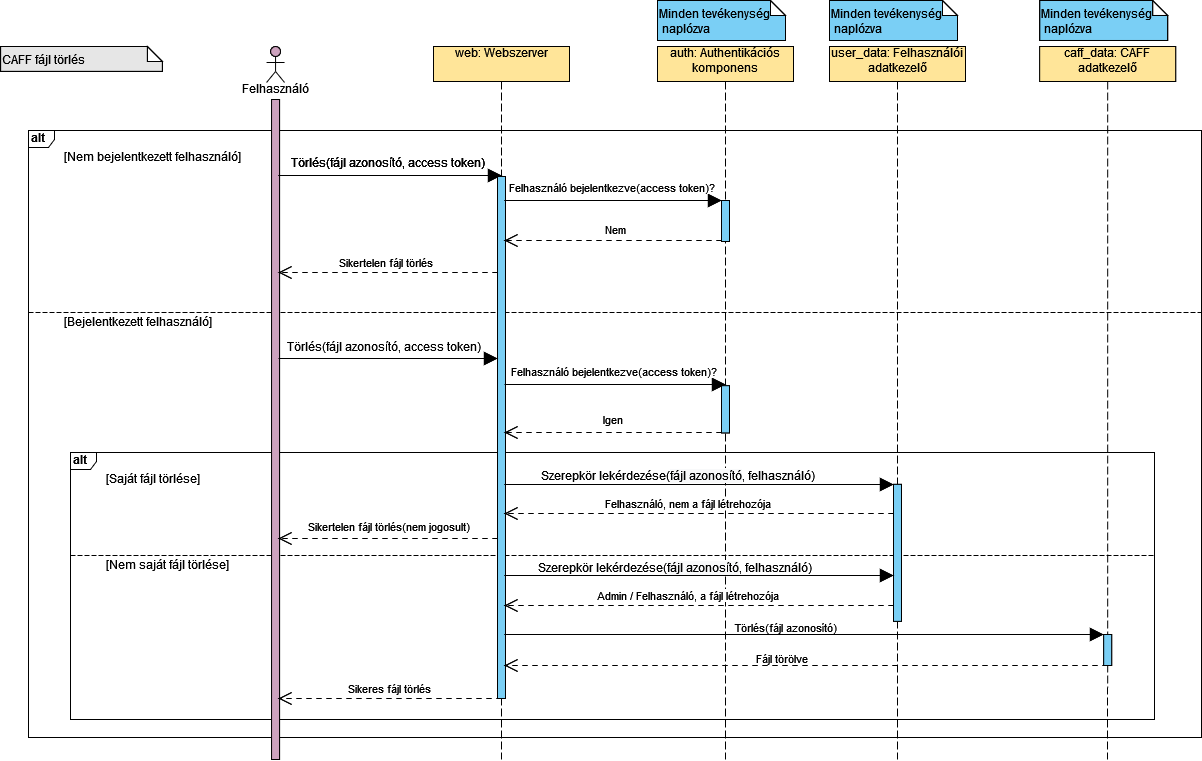 Minden tevékenység
naplózva
Minden tevékenység
naplózva
Minden tevékenység
naplózva
CAFF fájl törlés
Felhasználó
web: Webszerver
auth: Authentikációs
komponens
user_data: Felhasználói
adatkezelő
caff_data: CAFF
adatkezelő
alt
[Nem bejelentkezett felhasználó]
Törlés(fájl azonosító, access token)
Felhasználó bejelentkezve(access token)?
Nem
Sikertelen fájl törlés
[Bejelentkezett felhasználó]
Törlés(fájl azonosító, access token)
Felhasználó bejelentkezve(access token)?
Igen
alt
[Saját fájl törlése]
Szerepkör lekérdezése(fájl azonosító, felhasználó)
Felhasználó, nem a fájl létrehozója
Sikertelen fájl törlés(nem jogosult)
[Nem saját fájl törlése]
Szerepkör lekérdezése(fájl azonosító, felhasználó)
Admin / Felhasználó, a fájl létrehozója
Törlés(fájl azonosító)
Fájl törölve
Sikeres fájl törlés